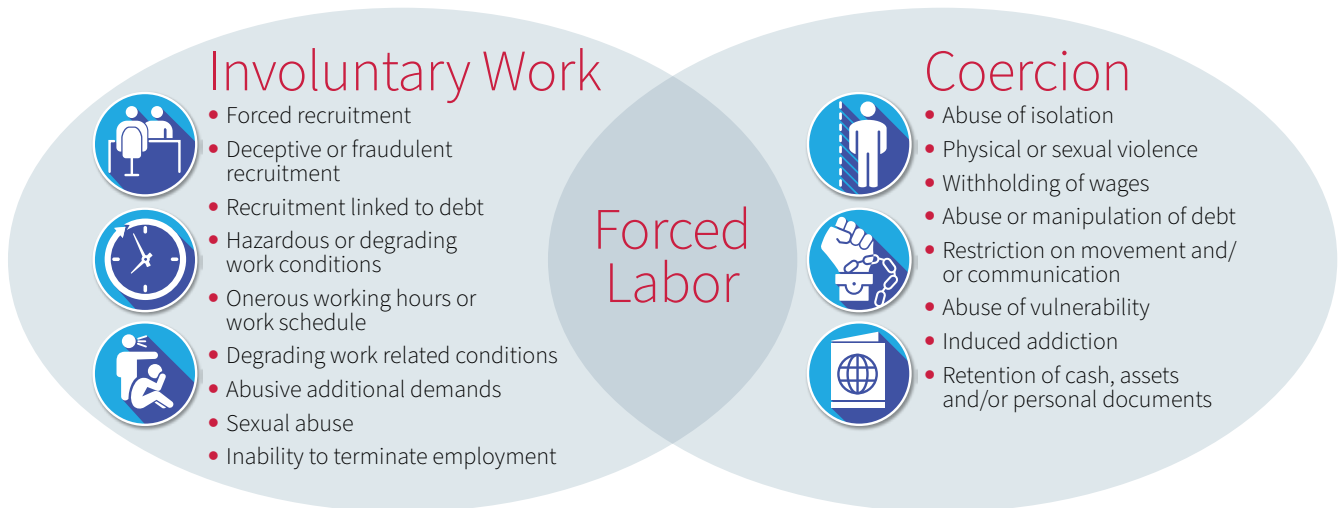 Involuntary Work
• Forced recruitment
• Deceptive or fraudulent
recruitment
• Recruitment linked to debt
• Hazardous or degrading
work conditions
• Onerous working hours or
work schedule
• Degrading work related conditions
• Abusive additional demands
• Sexual abuse
• Inability to terminate employment
Forced
Labor
Coercion
• Abuse of isolation
• Physical or sexual violence
• Withholding of wages
• Abuse or manipulation of debt
• Restriction on movement and/
or communication
• Abuse of vulnerability
• Induced addiction
• Retention of cash, assets
and/or personal documents